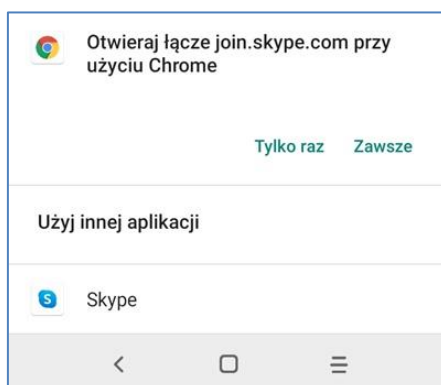 Otwieraj łącze join.skype.com przy
użyciu Chrome
Tylko raz Zawsze
Użyj innej aplikacji
Skype